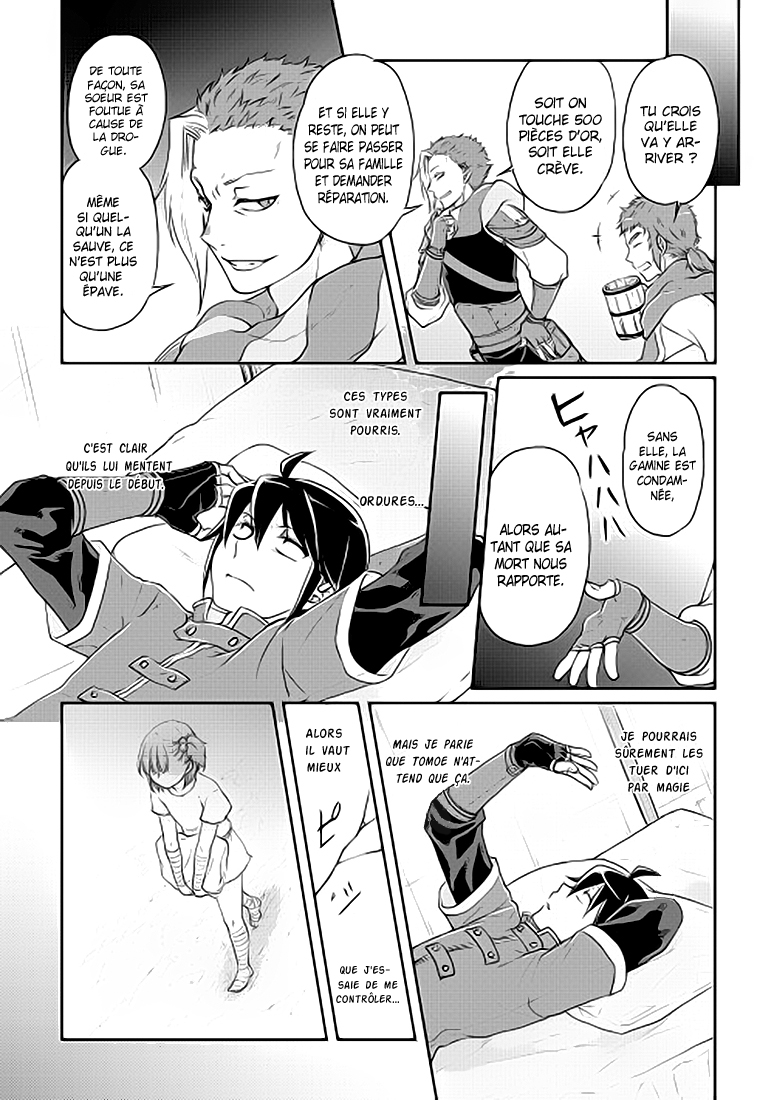 TU CROIS
QU'ELLE
VA Y AR-
RIVER ?
SOIT ON
TOUCHE 500
PIÈCES D'OR,
SOIT ELLE
CRÈVE.
ET SI ELLE Y
RESTE, ON PEUT
SE FAIRE PASSER
POUR SA FAMILLE
ET DEMANDER
RÉPARATION.
DE TOUTE
FAÇON, SA
SOEUR EST
FOUTUE À
CAUSE DE
LA DRO-
GUE.
MÊME
SI QUEL-
QU'UN LA
SAUVE, CE
N'EST PLUS
QU'UNE
ÉPAVE.
SANS
ELLE, LA
GAMINE EST
CONDAM-
NÉE,
ヒャハハハ
ALORS AU-
TANT QUE SA
MORT NOUS
RAPPORTE.
CES TYPES
SONT VRAIMENT
POURRIS.
ORDURES...
C'EST CLAIR
QU'ILS LUI MENTENT
DEPUIS LE DÉBUT.
JE POURRAIS
SÛREMENT LES
TUER D'ICI
PAR MAGIE
MAIS JE PARIE
QUE TOMOE N'AT-
TEND QUE ÇA.
ALORS
IL VAUT
MIEUX
QUE J'ES-
SAIE DE ME
CONTRÔLER...